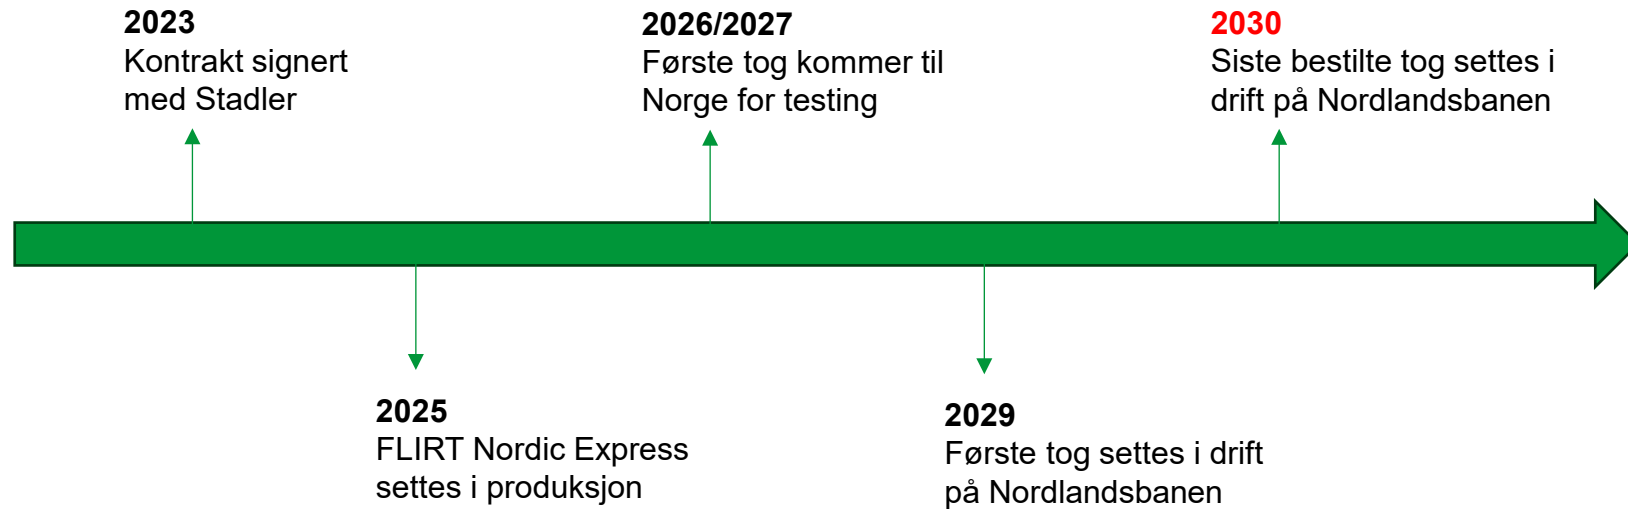 2023
Kontrakt signert
med Stadler
2025
FLIRT Nordic Express
settes i produksjon
2026/2027
Første tog kommer til
Norge for testing
2029
Første tog settes i drift
på Nordlandsbanen
2030
Siste bestilte tog settes i
drift på Nordlandsbanen